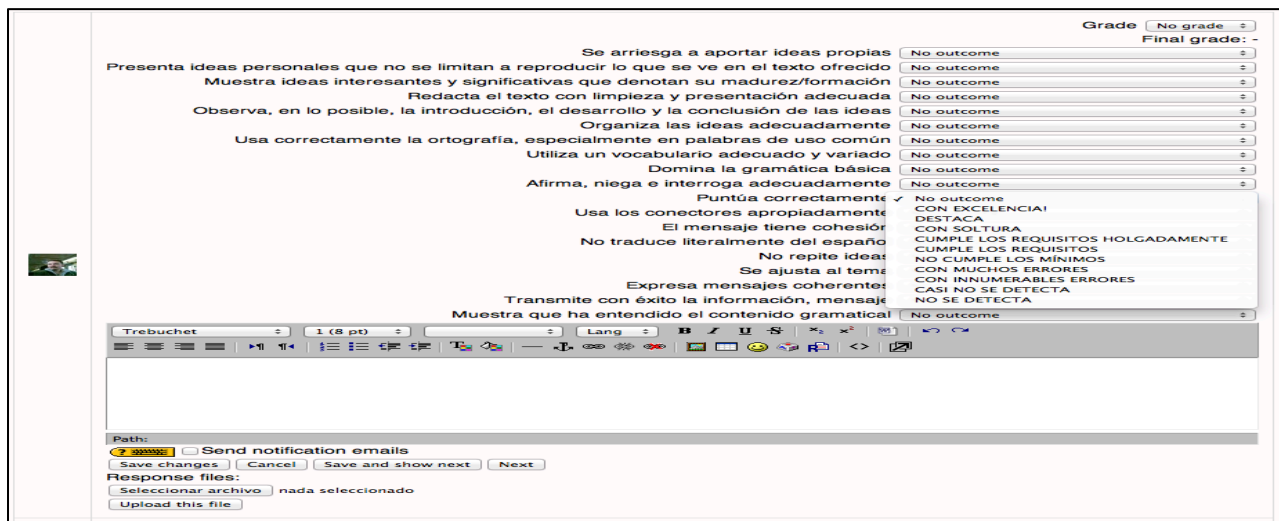 Grade No grade
Final grade: -
Se arriesga a aportar ideas propias No outcome
Presenta ideas personales que no se limitan a reproducir lo que se ve en el texto ofrecido No outcome
Muestra ideas interesantes y significativas que denotan su madurez/formación No outcome
Redacta el texto con limpieza y presentación adecuada No outcome
Observa, en lo posible, la introducción, el desarrollo y la conclusión de las ideas No outcome
Organiza las ideas adecuadamente No outcome
Usa correctamente la ortografía, especialmente en palabras de uso común No outcome
Utiliza un vocabulario adecuado y variado No outcome
Domina la gramática básica No outcome
Afirma, niega e interroga adecuadamente No outcome
Puntúa correctamente ✓ No outcome
CON EXCELENCIA!
Usa los conectores apropiadamente DESTACA
El mensaje tiene cohesión CON SOLTURA
CUMPLE LOS REQUISITOS HOLGADAMENTE
No traduce literalmente del español CUMPLE LOS REQUISITOS
No repite ideas NO CUMPLE LOS MÍNIMOS
Se ajusta al tema CON MUCHOS ERRORES
CON INNUMERABLES ERRORES
Expresa mensajes coherentes CASI NO SE DETECTA
Transmite con éxito la información, mensaje NO SE DETECTA
Muestra que ha entendido el contenido gramatical No outcome
Trebuchet 1 (8 pt) Lang B I U S x₂ x²
Path:
? Send notification emails
Save changes Cancel Save and show next Next
Response files:
Seleccionar archivo nada seleccionado
Upload this file